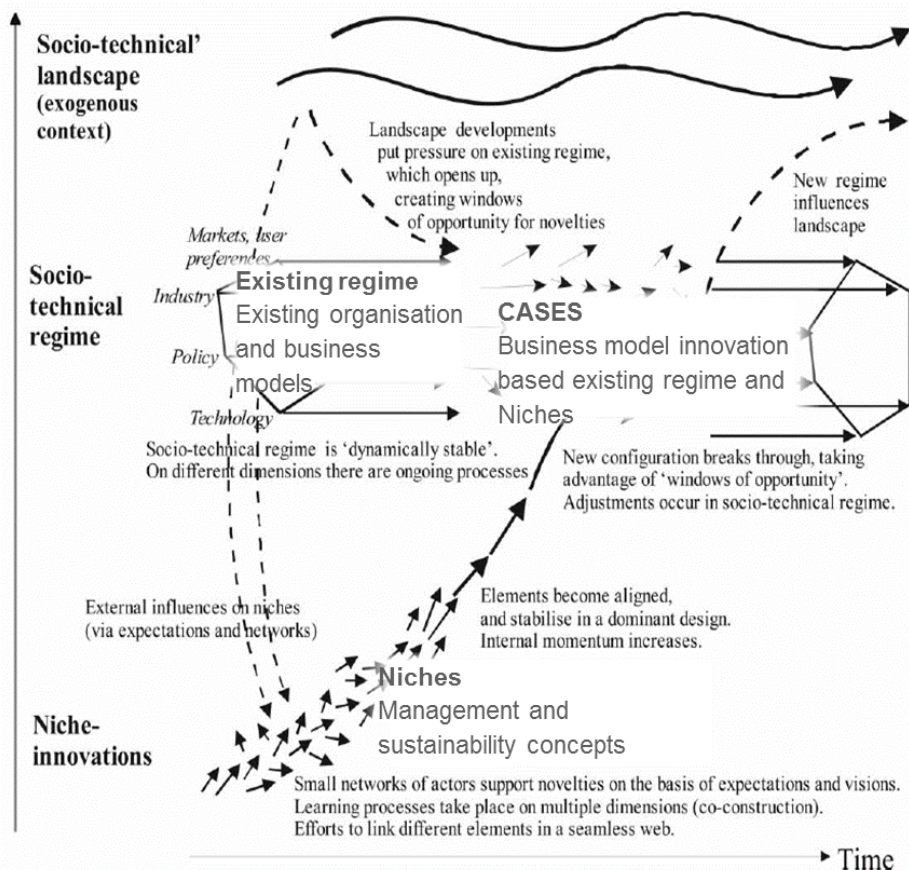 Socio-technical’
landscape
(exogenous
context)
Landscape developments
put pressure on existing regime,
which opens up,
creating windows
of opportunity for novelties
New regime
influences
landscape
Markets, user
preferences
Socio-
technical
regime
Industry
Policy
Technology
Existing regime
Existing organisation
and business
models
CASES
Business model innovation
based existing regime and
Niches
Socio-technical regime is ‘dynamically stable’.
On different dimensions there are ongoing processes
New configuration breaks through, taking
advantage of ‘windows of opportunity’.
Adjustments occur in socio-technical regime.
External influences on niches
(via expectations and networks)
Elements become aligned,
and stabilise in a dominant design.
Internal momentum increases.
Niches
Management and
sustainability concepts
Niche-
innovations
Small networks of actors support novelties on the basis of expectations and visions.
Learning processes take place on multiple dimensions (co-construction).
Efforts to link different elements in a seamless web.
Time